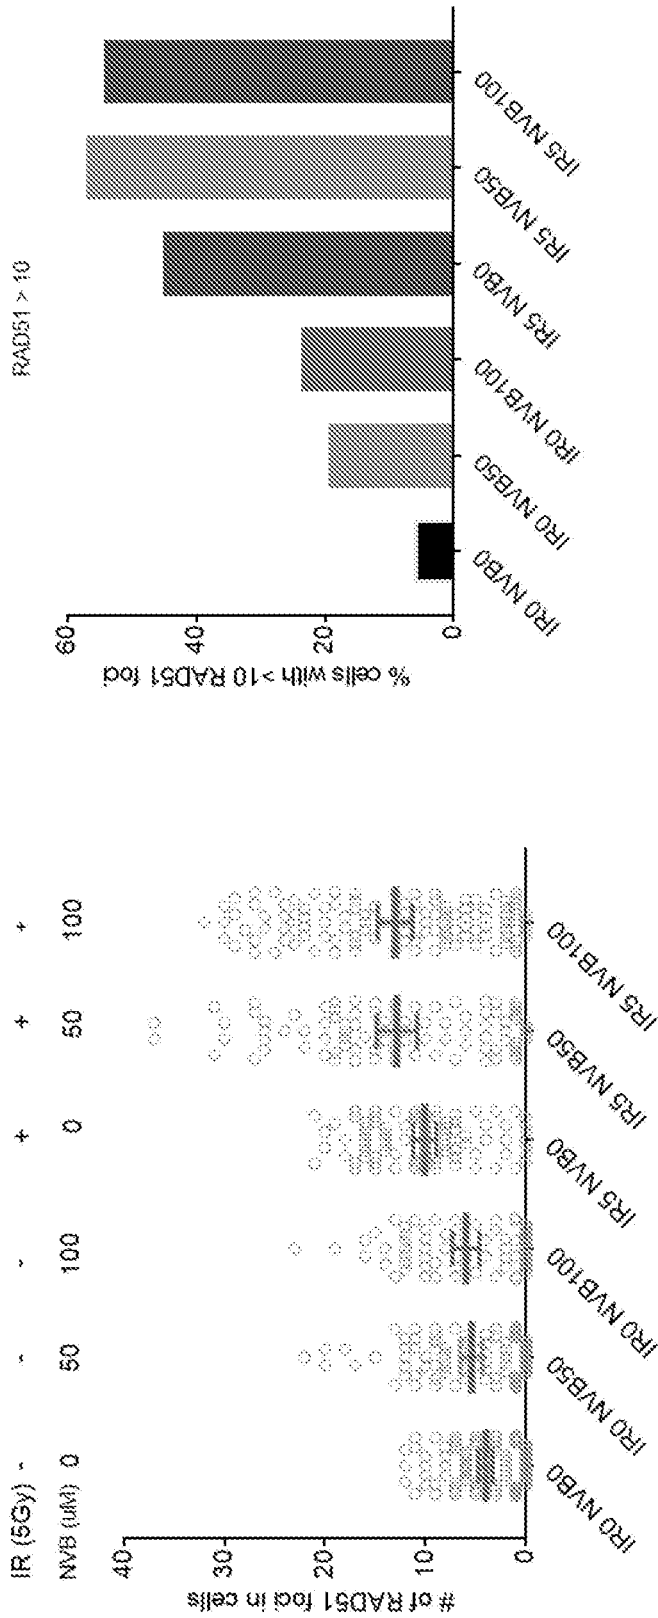 IR (5Gy) - - - + + +
NVB (uM) 0 50 100 0 50 100
# of RAD51 foci in cells
40
30
20
10
0
IR0 NVB0
IR0 NVB50
IR0 NVB100
IR5 NVB0
IR5 NVB50
IR5 NVB100
RAD51 > 10
% cells with >10 RAD51 foci
60
40
20
0
IR0 NVB0
IR0 NVB50
IR0 NVB100
IR5 NVB0
IR5 NVB50
IR5 NVB100